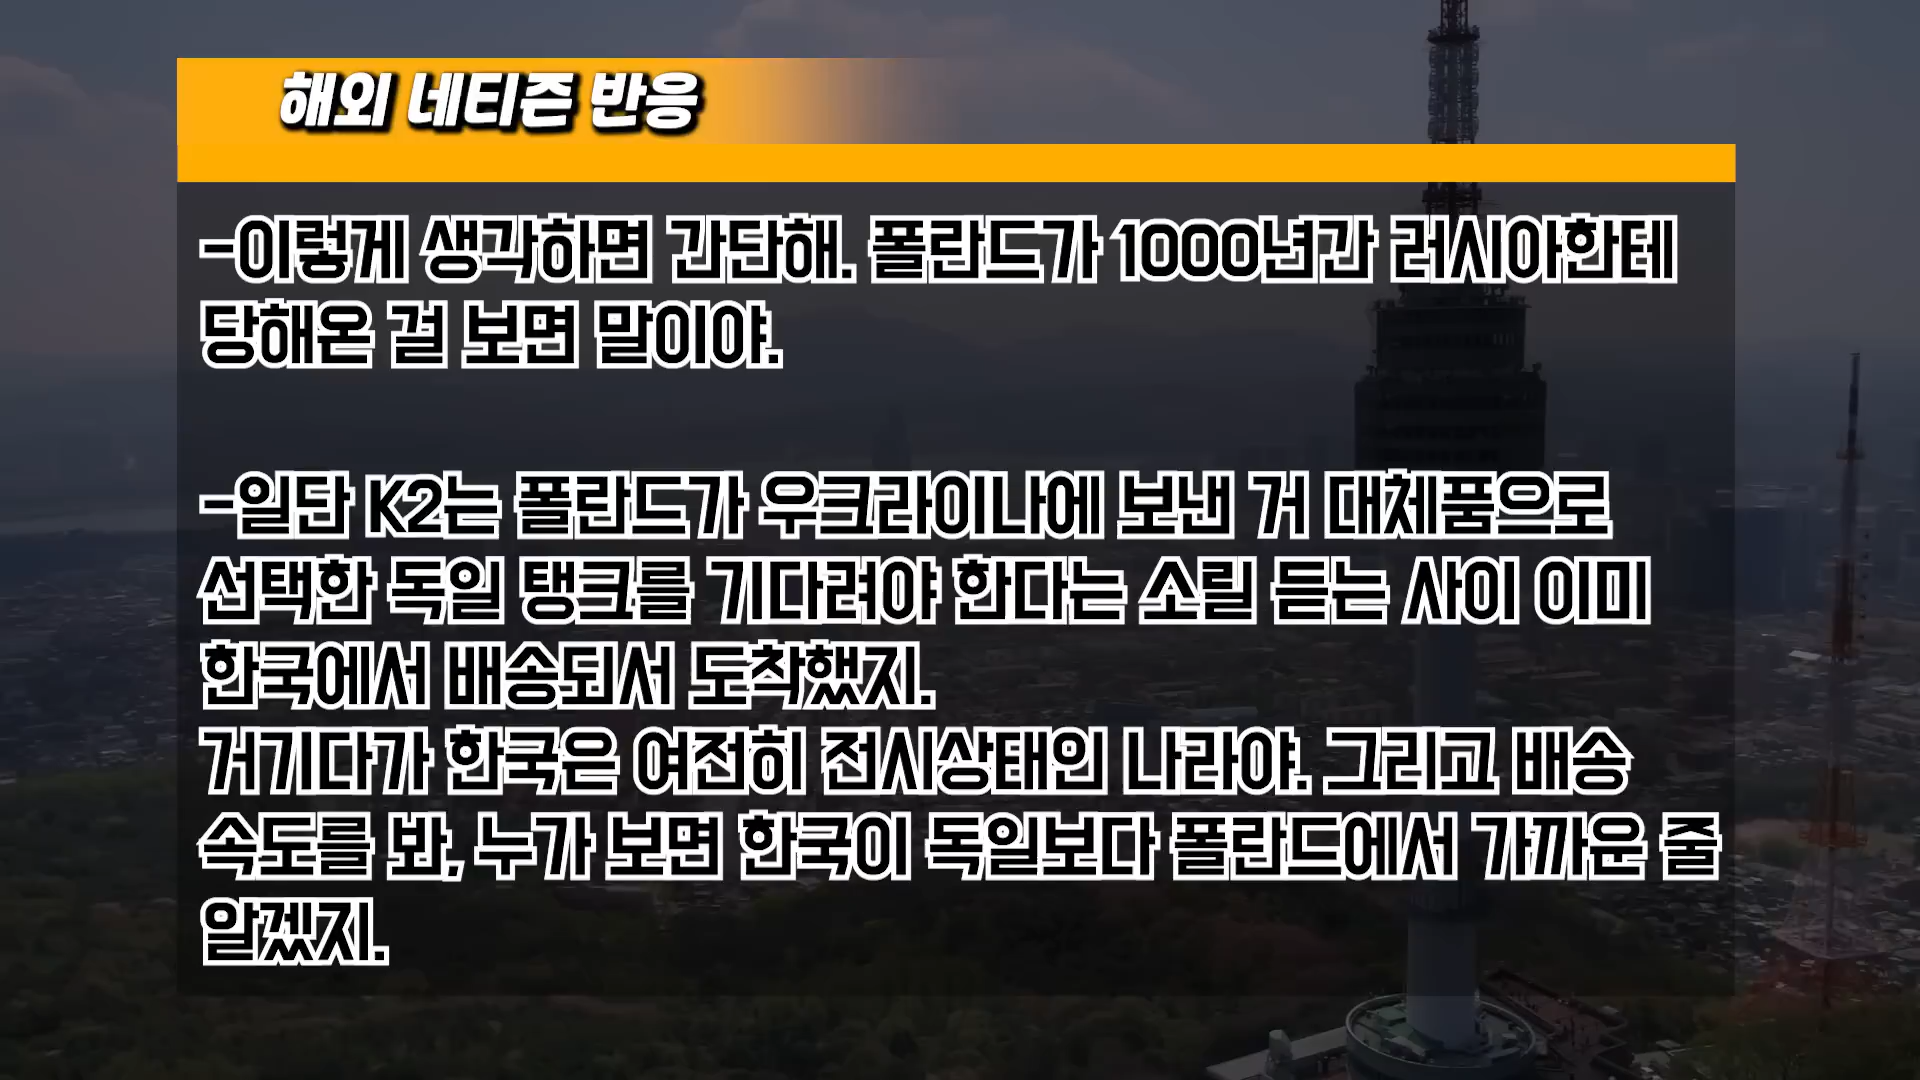 해외 네티즌 반응
-이렇게 생각하면 간단해. 폴란드가 1000년간 러시아한테
당해온 걸 보면 말이야.
-일단 K2는 폴란드가 우크라이나에 보낸 거 대체품으로
선택한 독일 탱크를 기다려야 한다는 소릴 듣는 사이 이미
한국에서 배송되서 도착했지.
거기다가 한국은 여전히 전시상태인 나라야. 그리고 배송
속도를 봐, 누가 보면 한국이 독일보다 폴란드에서 가까운 줄
알겠지.